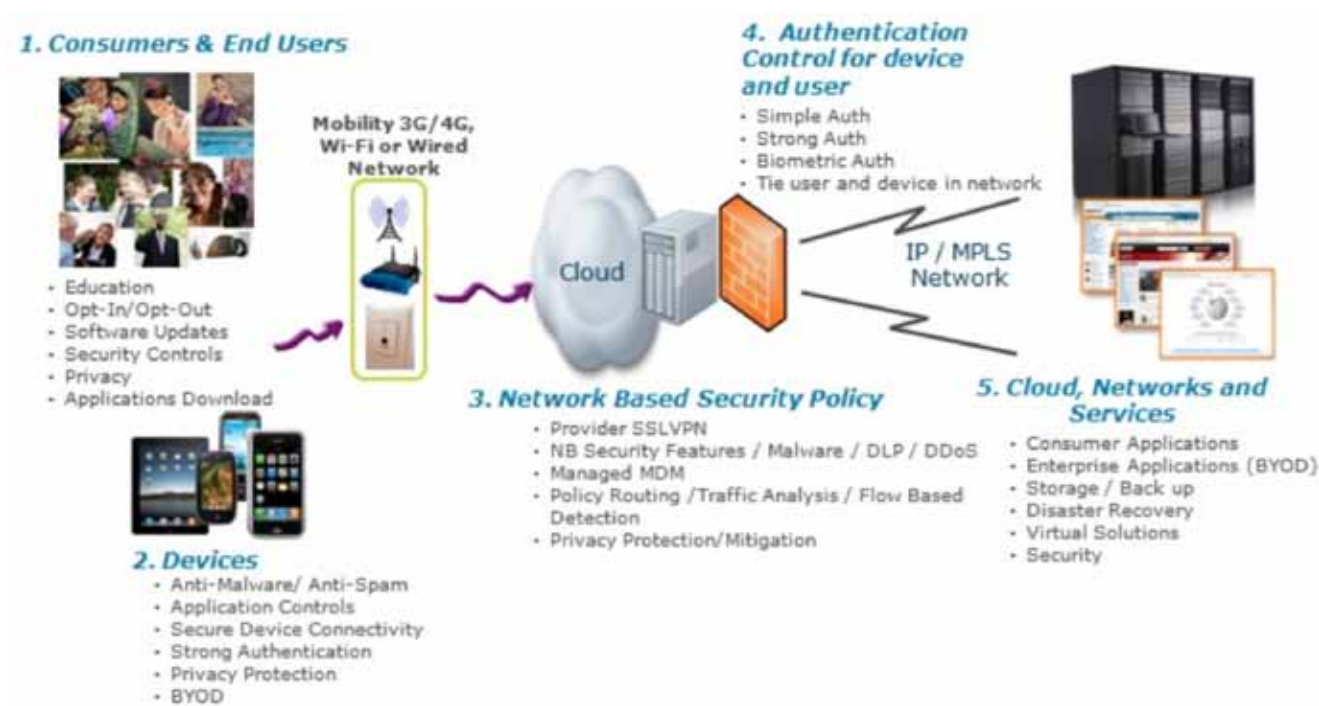 1. Consumers & End Users
Mobility 3G/4G,
Wi-Fi or Wired
Network
• Education
• Opt-In/Opt-Out
• Software Updates
• Security Controls
• Privacy
• Applications Download
2. Devices
• Anti-Malware/ Anti-Spam
• Application Controls
• Secure Device Connectivity
• Strong Authentication
• Privacy Protection
• BYOD
Cloud
3. Network Based Security Policy
• Provider SSLVPN
• NB Security Features / Malware / DLP / DDoS
• Managed MDM
• Policy Routing /Traffic Analysis / Flow Based
Detection
• Privacy Protection/Mitigation
4. Authentication
Control for device
and user
• Simple Auth
• Strong Auth
• Biometric Auth
• Tie user and device in network
IP / MPLS
Network
5. Cloud, Networks and
Services
• Consumer Applications
• Enterprise Applications (BYOD)
• Storage / Back up
• Disaster Recovery
• Virtual Solutions
• Security